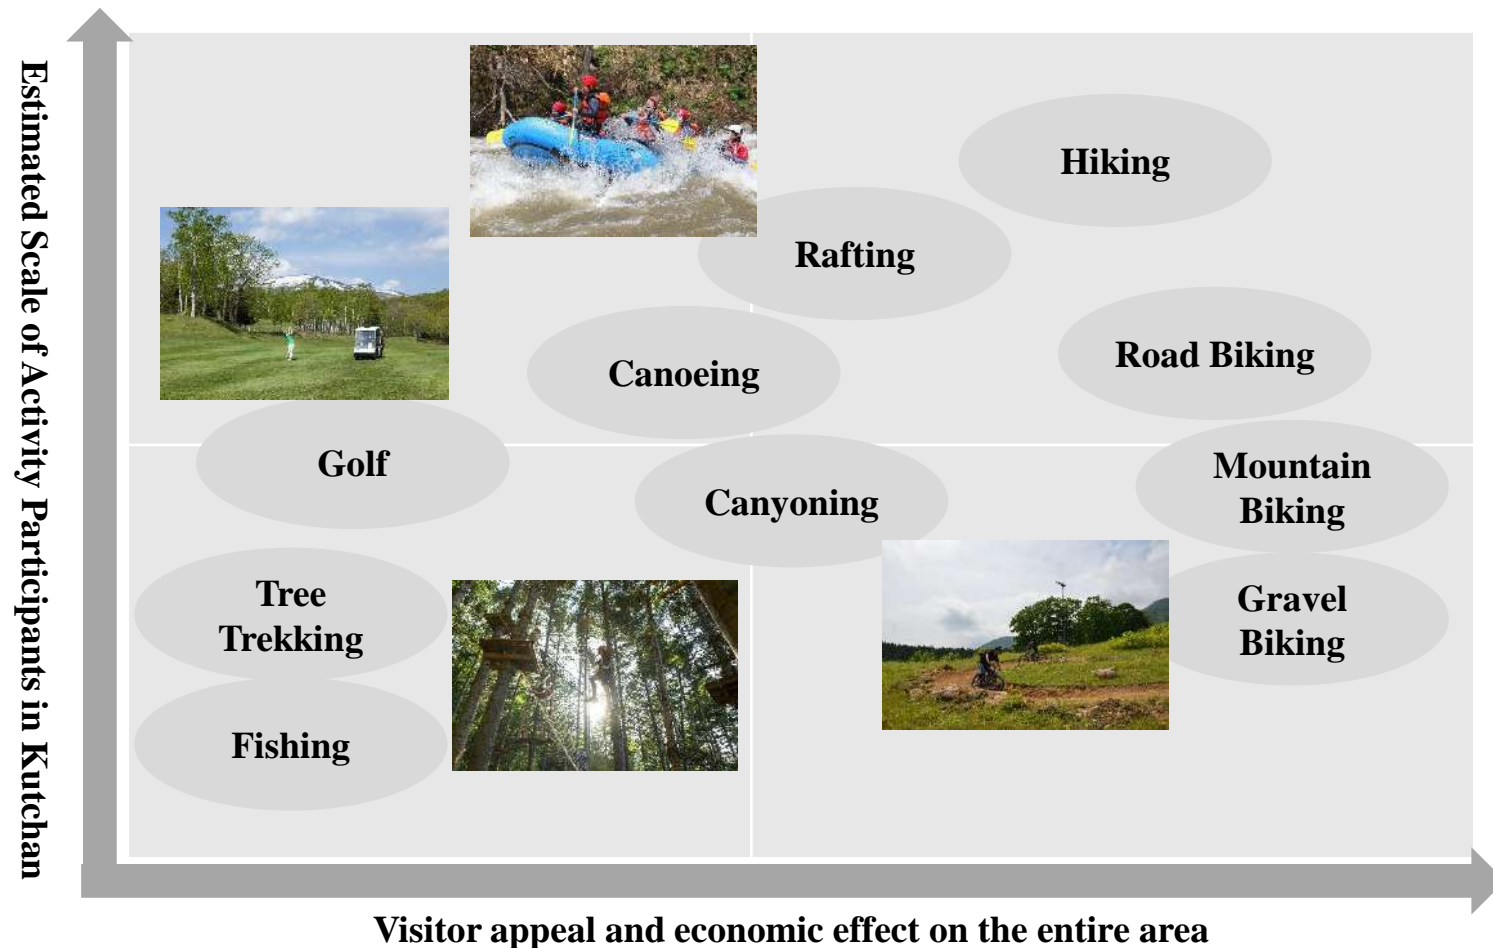 Estimated Scale of Activity Participants in Kutchan
Hiking
Rafting
Road Biking
Canoeing
Golf
Mountain
Biking
Canyoning
Tree
Trekking
Gravel
Biking
Fishing
Visitor appeal and economic effect on the entire area